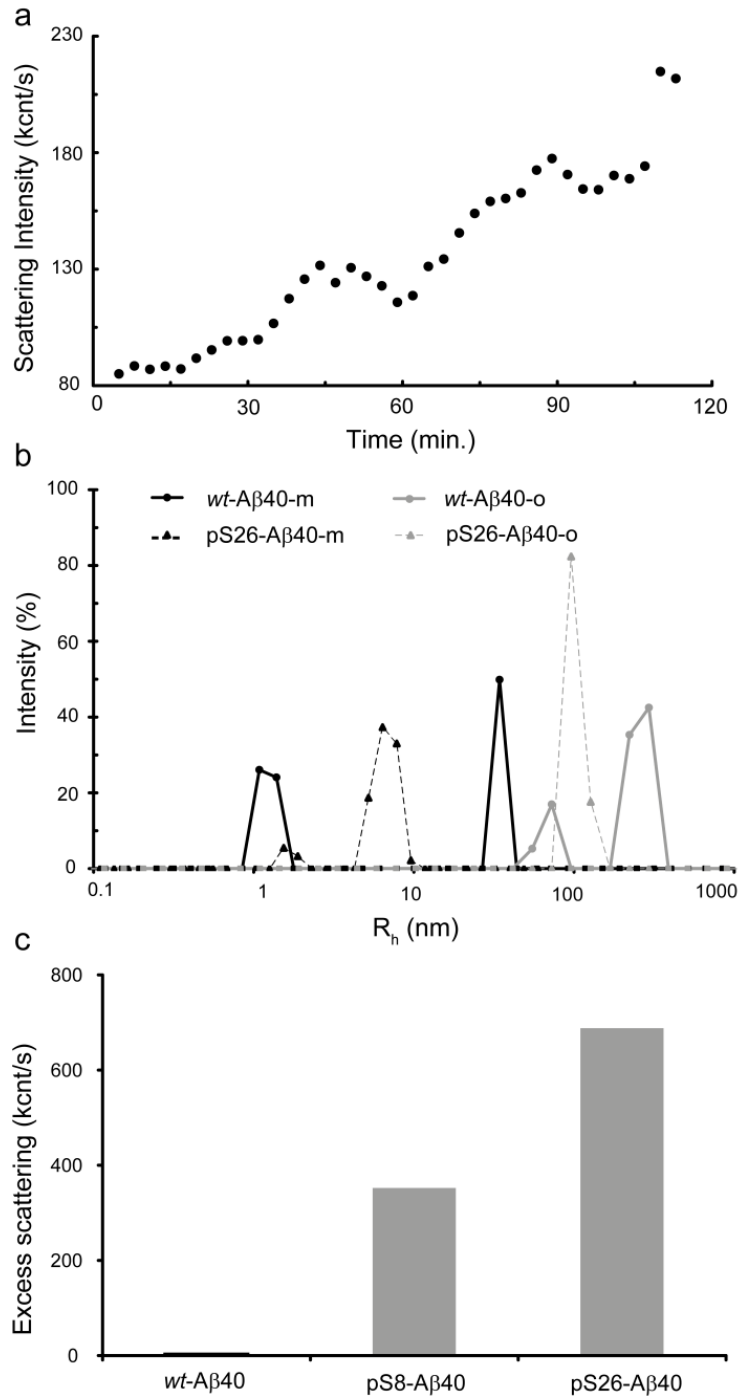 a
230
180
130
80
Scattering Intensity (kcnt/s)
0 30 60 90 120
Time (min.)
b
100
80
60
40
20
0
Intensity (%)
wt-Aβ40-m wt-Aβ40-o
pS26-Aβ40-m pS26-Aβ40-o
0.1 1 10 100 1000
Rₕ (nm)
c
800
600
400
200
0
Excess scattering (kcnt/s)
wt-Aβ40 pS8-Aβ40 pS26-Aβ40